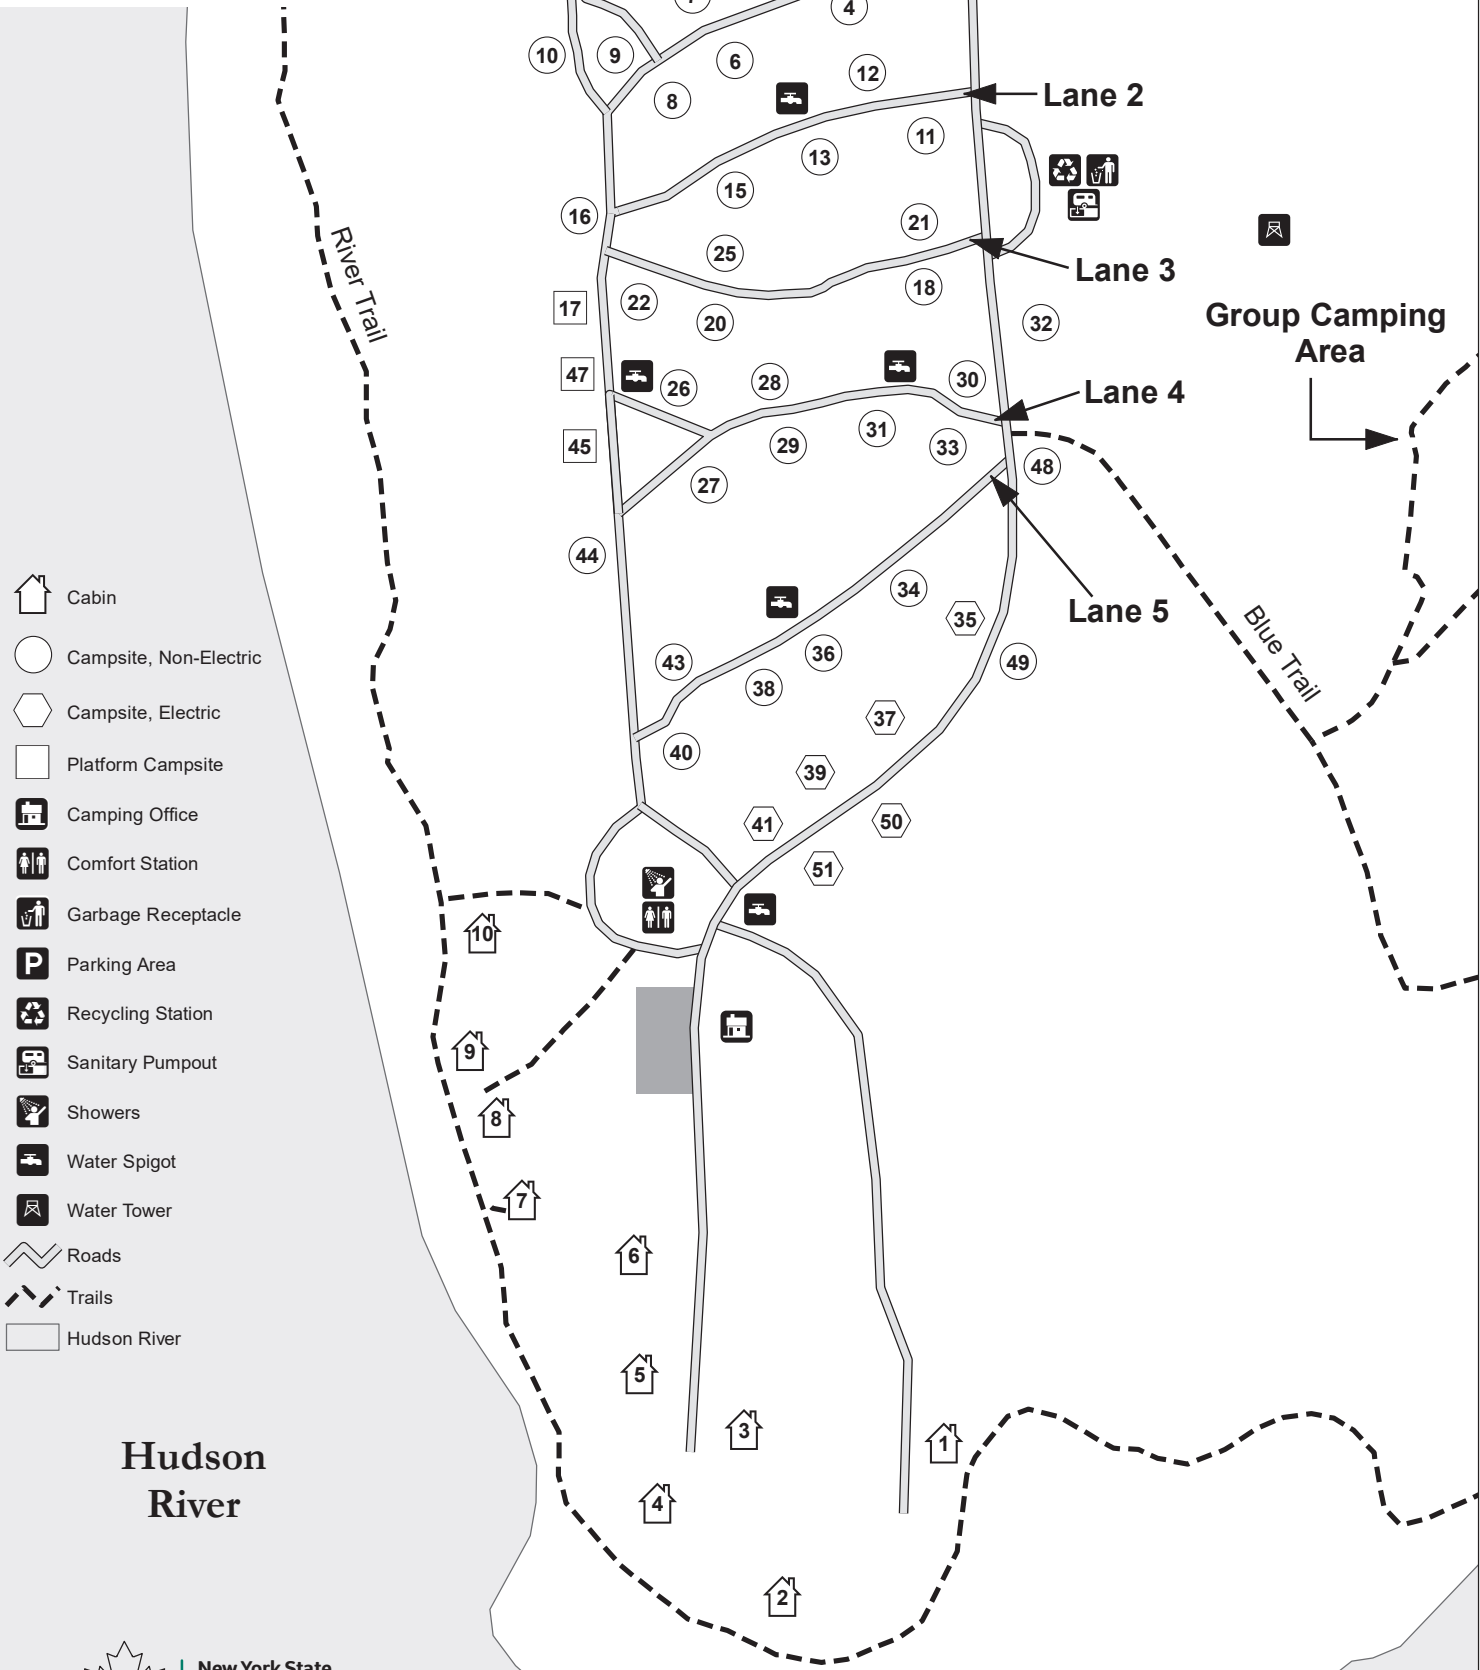 4
10
9
6
12
8
Lane 2
11
13
15
16
21
25
Lane 3
18
22
17
20
32
Group Camping
Area
River Trail
47
26
28
30
Lane 4
45
29
31
33
48
27
44
34
35
Lane 5
Blue Trail
43
36
49
38
37
40
39
41
50
51
Cabin
Campsite, Non-Electric
Campsite, Electric
Platform Campsite
Camping Office
Comfort Station
Garbage Receptacle
P Parking Area
Recycling Station
Sanitary Pumpout
Showers
Water Spigot
Water Tower
Roads
Trails
Hudson River
10
9
8
7
6
5
3
1
4
2
Hudson
River
New York State